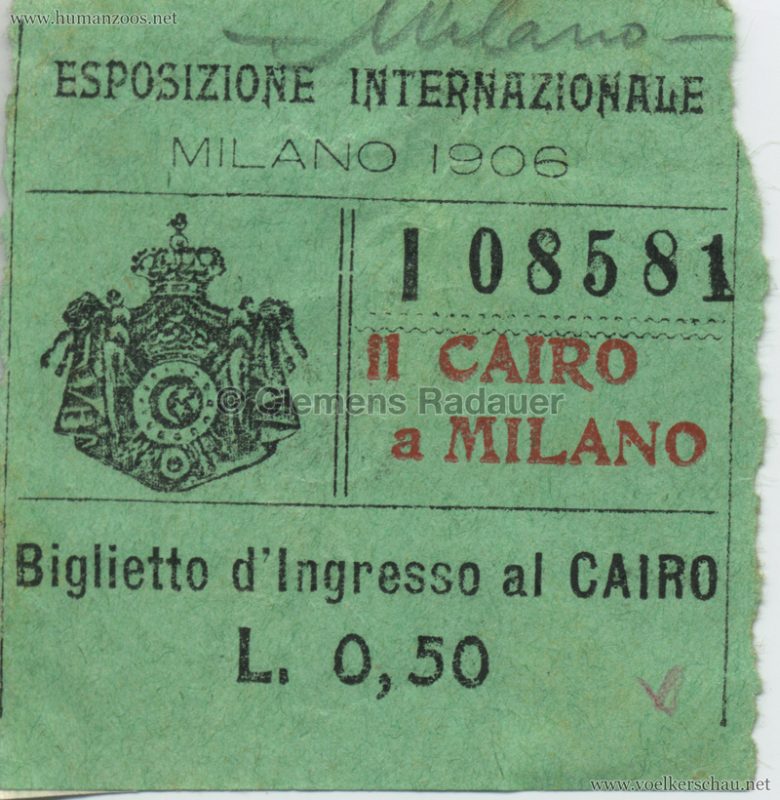 www.humanzoos.net
Milano
ESPOSIZIONE INTERNAZIONALE
MILANO 1906
108581
Il CAIRO
a MILANO
© Clemens Radauer
Biglietto d'Ingresso al CAIRO
L. 0,50
www.voelkerschau.net